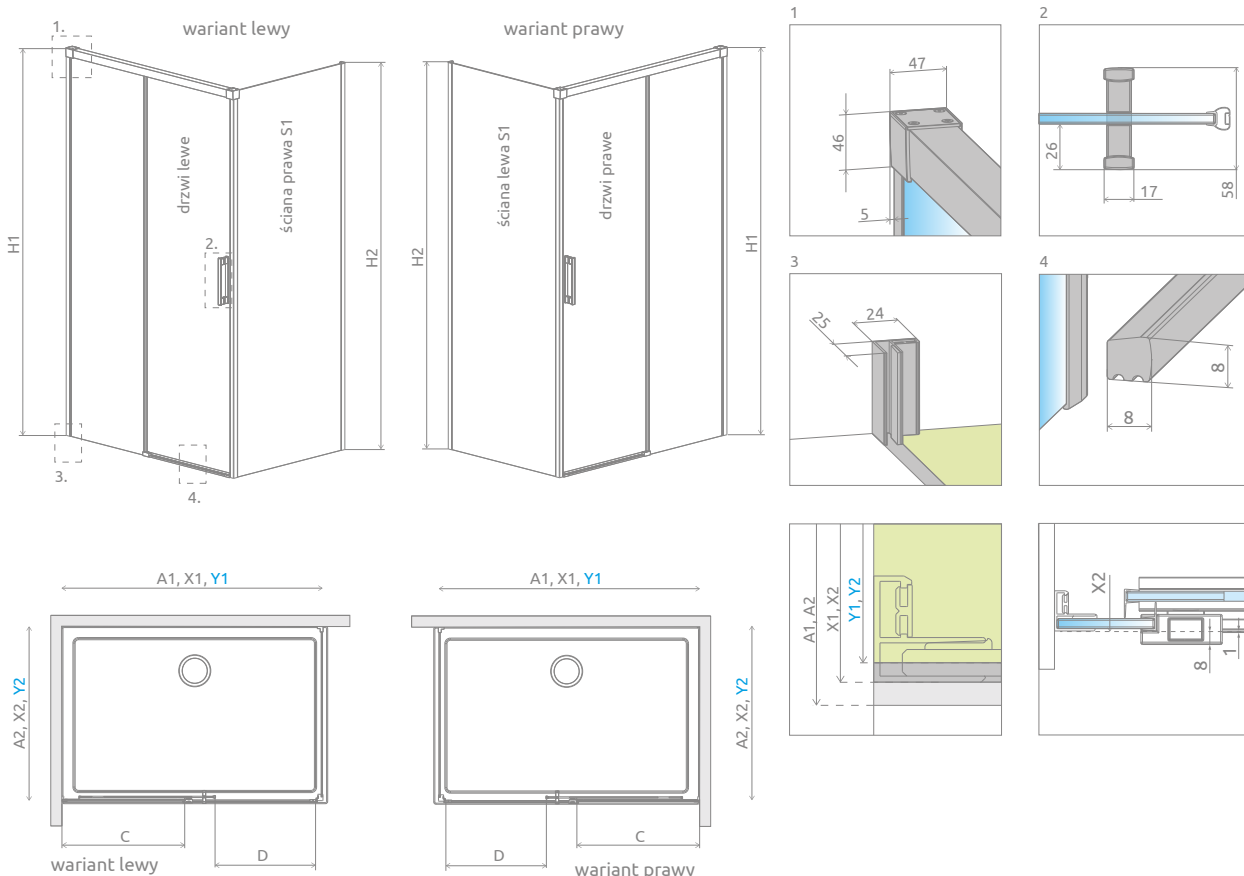 1.
wariant lewy
drzwi lewe
ściana prawa S1
H1
H2
2.
3.
4.
wariant prawy
ściana lewa S1
drzwi prawe
H2
H1
1
47
46
5
2
26
17
58
3
25
24
4
8
8
A1, X1, Y1
A2, X2, Y2
C
D
wariant lewy
A1, X1, Y1
A2, X2, Y2
D
C
wariant prawy
A1, A2
X1, X2
Y1, Y2
X2
8
1